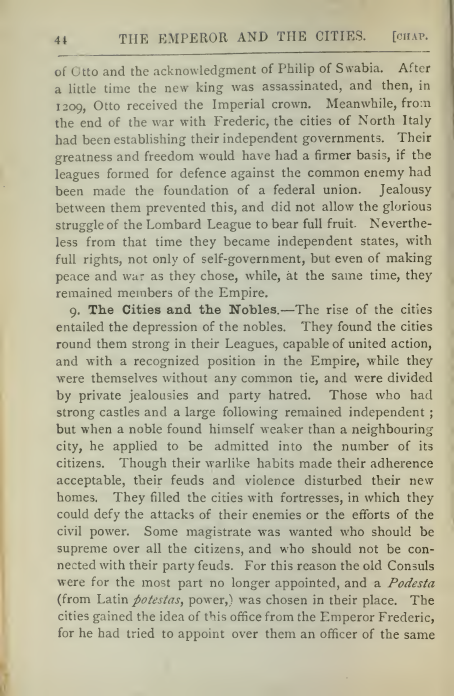 44 THE EMPEROR AND THE CITIES. [CHAP.
of Otto and the acknowledgment of Philip of Swabia. After
a little time the new king was assassinated, and then, in
1209, Otto received the Imperial crown. Meanwhile, from
the end of the war with Frederic, the cities of North Italy
had been establishing their independent governments. Their
greatness and freedom would have had a firmer basis, if the
leagues formed for defence against the common enemy had
been made the foundation of a federal union. Jealousy
between them prevented this, and did not allow the glorious
struggle of the Lombard League to bear full fruit. Neverthe-
less from that time they became independent states, with
full rights, not only of self-government, but even of making
peace and war as they chose, while, at the same time, they
remained members of the Empire.
9. The Cities and the Nobles.—The rise of the cities
entailed the depression of the nobles. They found the cities
round them strong in their Leagues, capable of united action,
and with a recognized position in the Empire, while they
were themselves without any common tie, and were divided
by private jealousies and party hatred. Those who had
strong castles and a large following remained independent ;
but when a noble found himself weaker than a neighbouring
city, he applied to be admitted into the number of its
citizens. Though their warlike habits made their adherence
acceptable, their feuds and violence disturbed their new
homes. They filled the cities with fortresses, in which they
could defy the attacks of their enemies or the efforts of the
civil power. Some magistrate was wanted who should be
supreme over all the citizens, and who should not be con-
nected with their party feuds. For this reason the old Consuls
were for the most part no longer appointed, and a Podesta
(from Latin potestas, power,) was chosen in their place. The
cities gained the idea of this office from the Emperor Frederic,
for he had tried to appoint over them an officer of the same